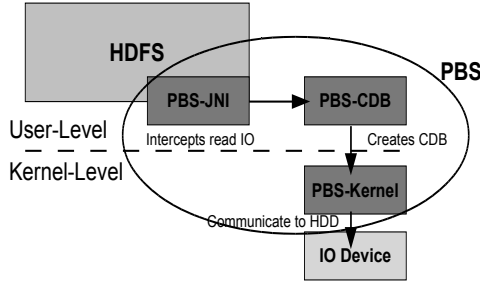 HDFS
PBS
PBS-JNI
PBS-CDB
User-Level
Intercepts read IO
Creates CDB
Kernel-Level
PBS-Kernel
Communicate to HDD
IO Device